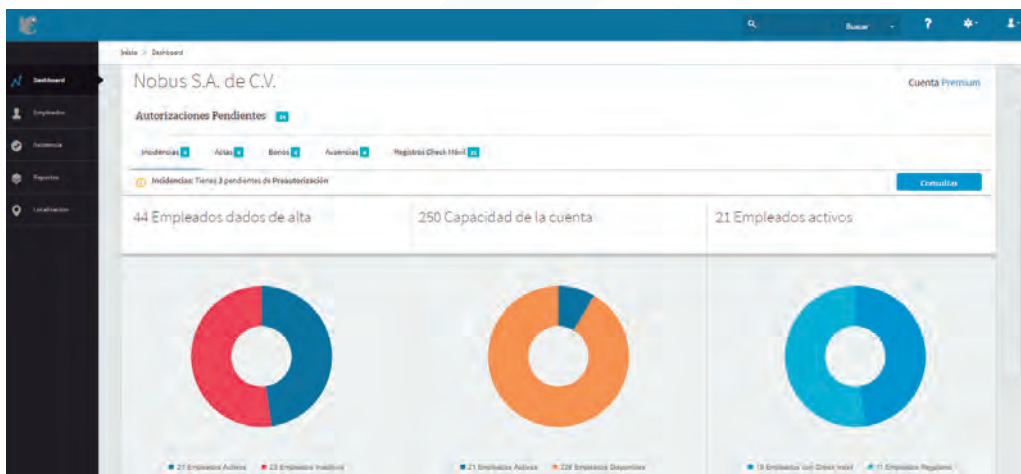 Buscar
?
Inicio > Dashboard
Dashboard
Empleados
Asistencia
Reportes
Localización
Nobus S.A. de C.V.
Cuenta Premium
Autorizaciones Pendientes
Incidencias
Actas
Bonos
Ausencias
Registros Check Móvil
Incidencias: Tienes 3 pendientes de Preautorización
Consultar
44 Empleados dados de alta
250 Capacidad de la cuenta
21 Empleados activos
21 Empleados Activos
23 Empleados Inactivos
21 Empleados Activos
Empleados Disponibles
10 Empleados con Check móvil
11 Empleados Regulares